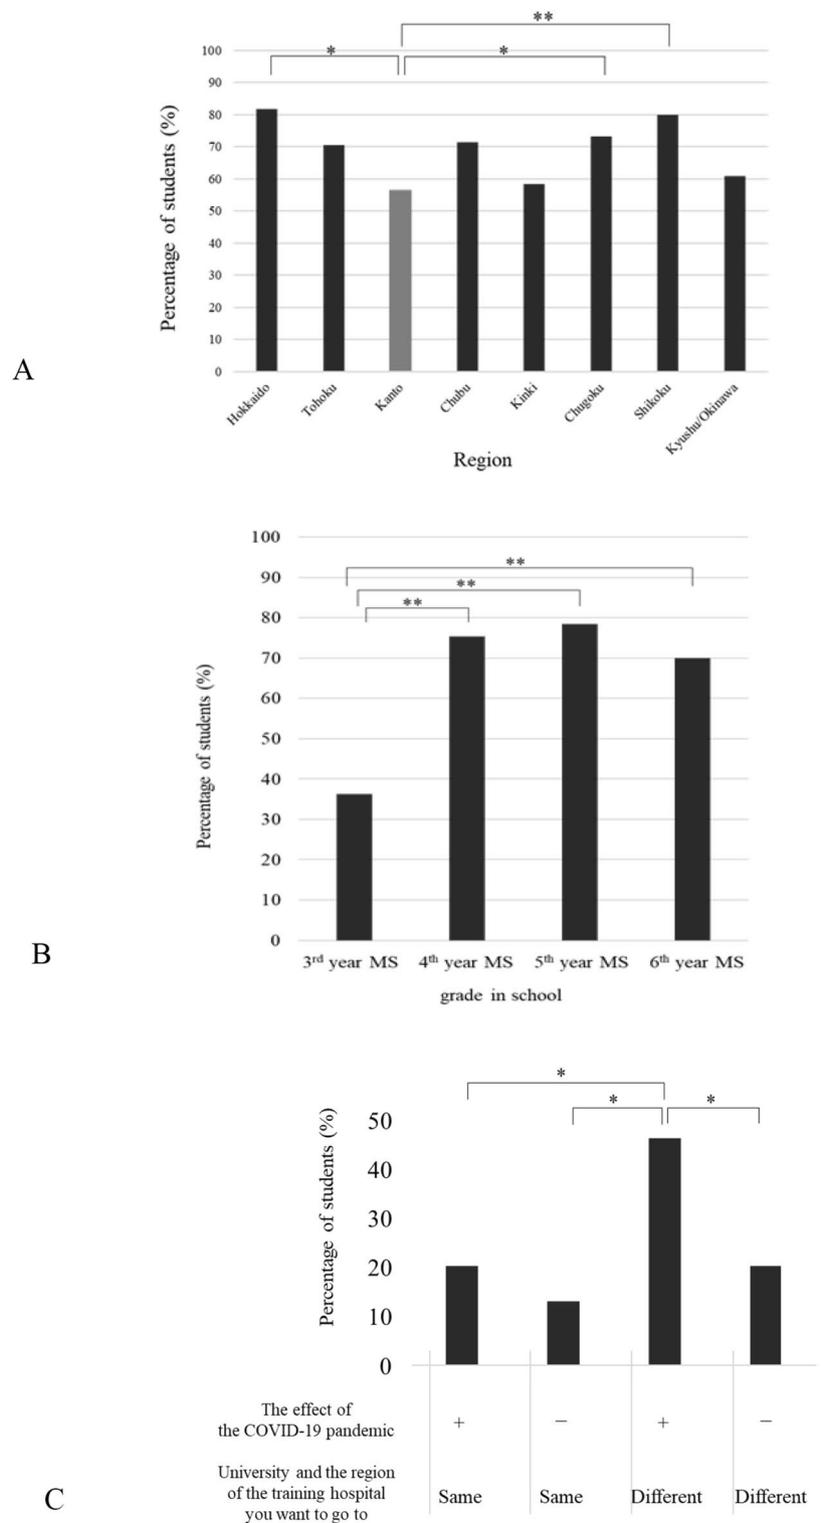 **
*
*
100
90
80
70
60
50
40
30
20
10
0
Percentage of students (%)
Hokkaido
Tohoku
Kanto
Chubu
Kinki
Chugoku
Shikoku
Kyushu/Okinawa
Region
A
100
90
80
70
60
50
40
30
20
10
0
**
**
**
Percentage of students (%)
3rd year MS
4th year MS
5th year MS
6th year MS
grade in school
B
*
*
*
50
40
30
20
10
0
Percentage of students (%)
The effect of
the COVID-19 pandemic
+
−
+
−
University and the region
of the training hospital
you want to go to
Same
Same
Different
Different
C